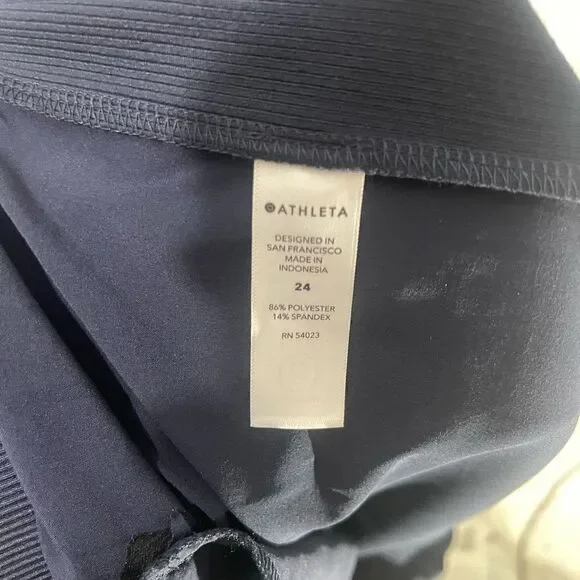 ATHLETA
DESIGNED IN
SAN FRANCISCO
MADE IN
INDONESIA
24
86% POLYESTER
14% SPANDEX
RN 54023